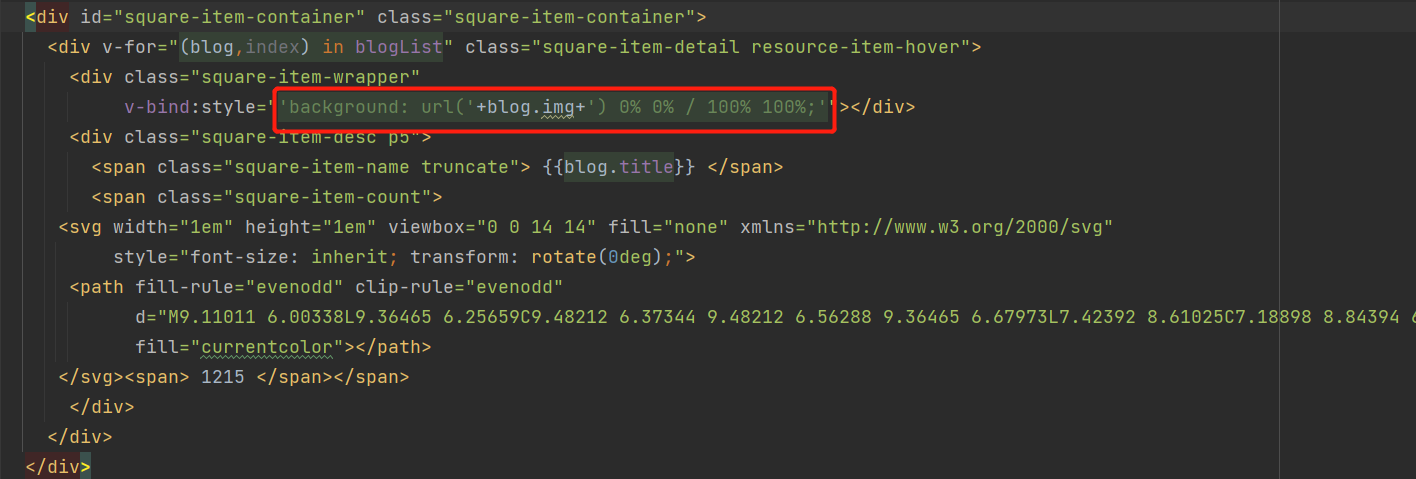 <div id="square-item-container" class="square-item-container">
<div v-for="(blog,index) in blogList" class="square-item-detail resource-item-hover">
<div class="square-item-wrapper"
v-bind:style="'background: url('+blog.img+') 0% 0% / 100% 100%;'"></div>
<div class="square-item-desc p5">
<span class="square-item-name truncate"> {{blog.title}} </span>
<span class="square-item-count">
<svg width="1em" height="1em" viewbox="0 0 14 14" fill="none" xmlns="http://www.w3.org/2000/svg"
style="font-size: inherit; transform: rotate(0deg);">
<path fill-rule="evenodd" clip-rule="evenodd"
d="M9.11011 6.00338L9.36465 6.25659C9.48212 6.37344 9.48212 6.56288 9.36465 6.67973L7.42392 8.61025C7.18898 8.84394
fill="currentcolor"></path>
</svg><span> 1215 </span></span>
</div>
</div>
</div>